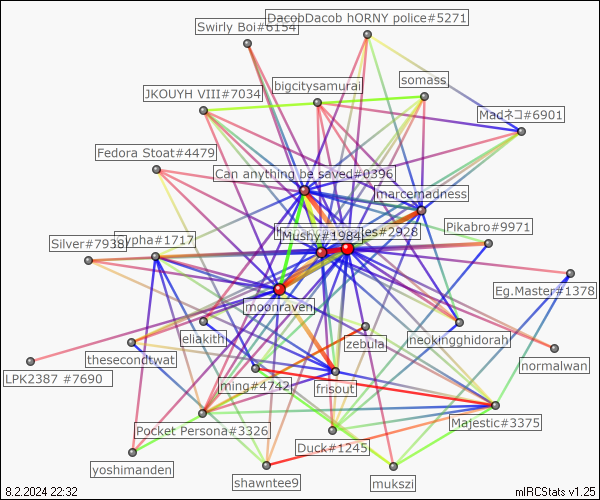 DacobDacob hORNY police#5271
Swirly Boi#6154
somass
bigcitysamurai
JKOUYH VIII#7034
Madネコ#6901
Fedora Stoat#4479
Can anything be saved#0396
marcemadness
Pikabro#9971
#2928
Mushy#1984
#1717
Silver#7938
Eg.Master#1378
moonraven
eliakith
zebula
neokingghidorah
thesecondtwat
normalwan
LPK2387 #7690
ming#4742
frisout
Majestic#3375
Pocket Persona#3326
Duck#1245
yoshimanden
shawntee9
mukszi
8.2.2024 22:32
mIRCStats v1.25